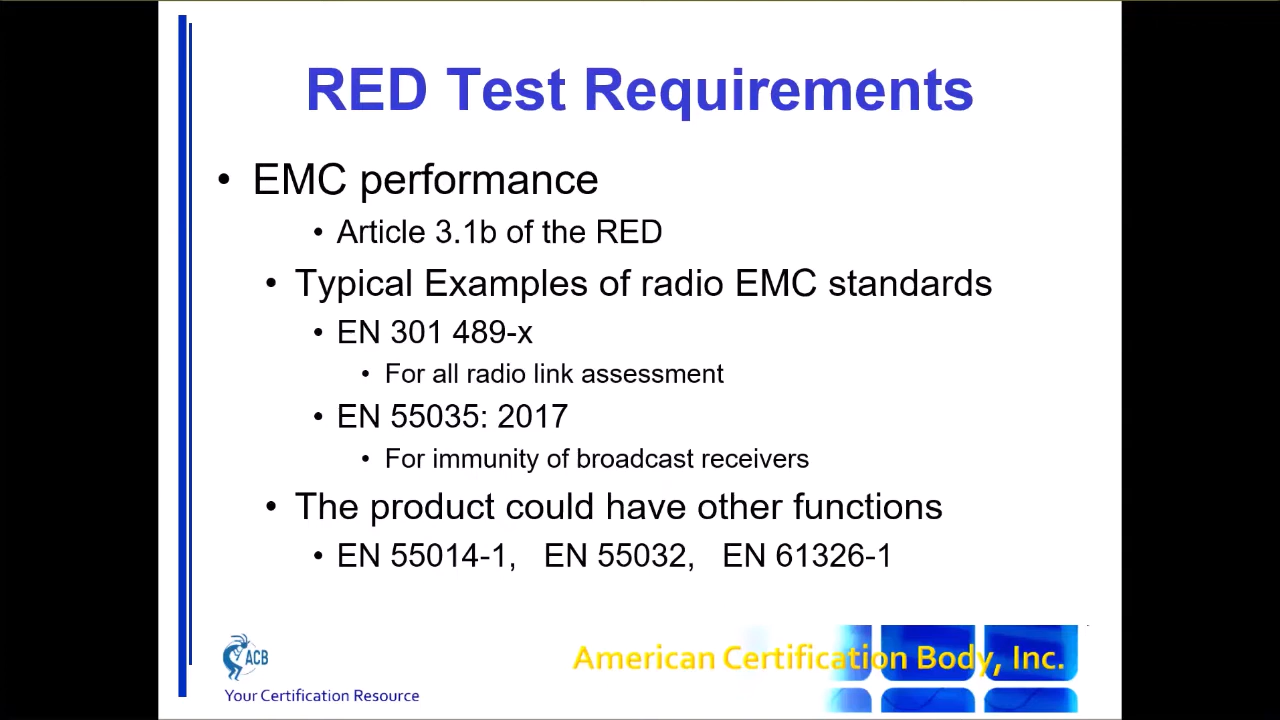 RED Test Requirements
• EMC performance
• Article 3.1b of the RED
• Typical Examples of radio EMC standards
• EN 301 489-x
• For all radio link assessment
• EN 55035: 2017
• For immunity of broadcast receivers
• The product could have other functions
• EN 55014-1, EN 55032, EN 61326-1
ACB
American Certification Body, Inc.
Your Certification Resource